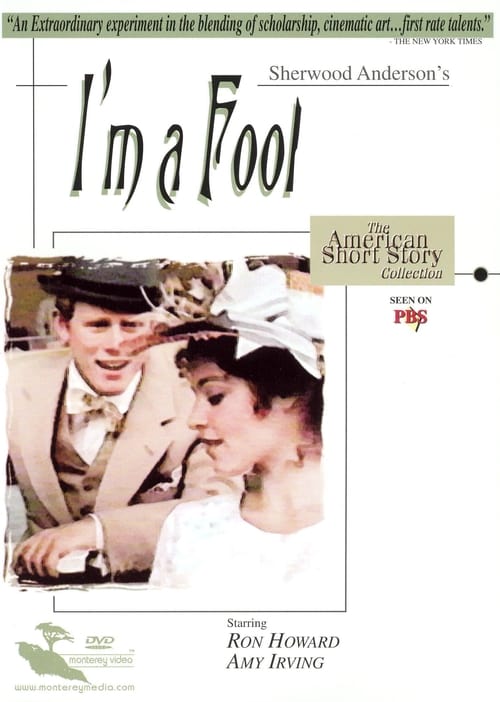 “An Extraordinary experiment in the blending of scholarship, cinematic art...first rate talents.”
- THE NEW YORK TIMES
Sherwood Anderson's
I'm a Fool
The
American
Short Story
Collection
SEEN ON
PBS
Starring
RON HOWARD
AMY IRVING
DVD
monterey video™
www.montereymedia.com